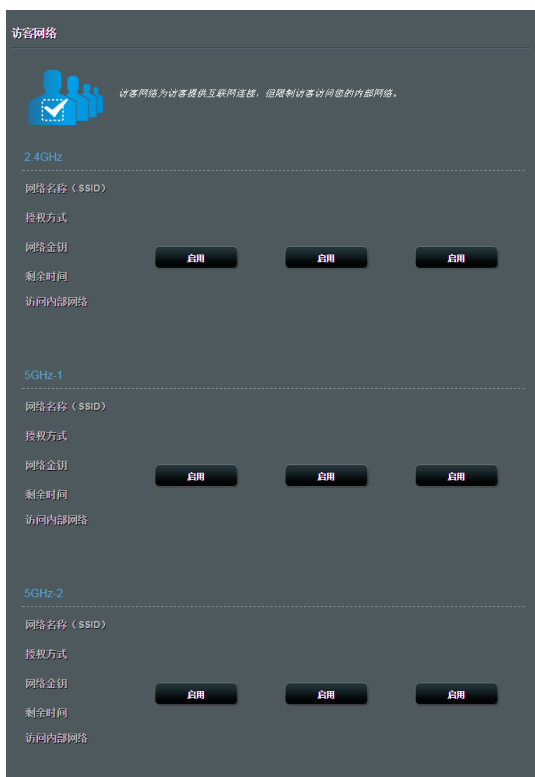 访客网络
访客网络为访客提供互联网连接，但限制访客访问您的内部网络。
2.4GHz
网络名称（SSID）
授权方式
网络金钥
启用 启用 启用
剩余时间
访问内部网络
5GHz-1
网络名称（SSID）
授权方式
网络金钥
启用 启用 启用
剩余时间
访问内部网络
5GHz-2
网络名称（SSID）
授权方式
网络金钥
启用 启用 启用
剩余时间
访问内部网络